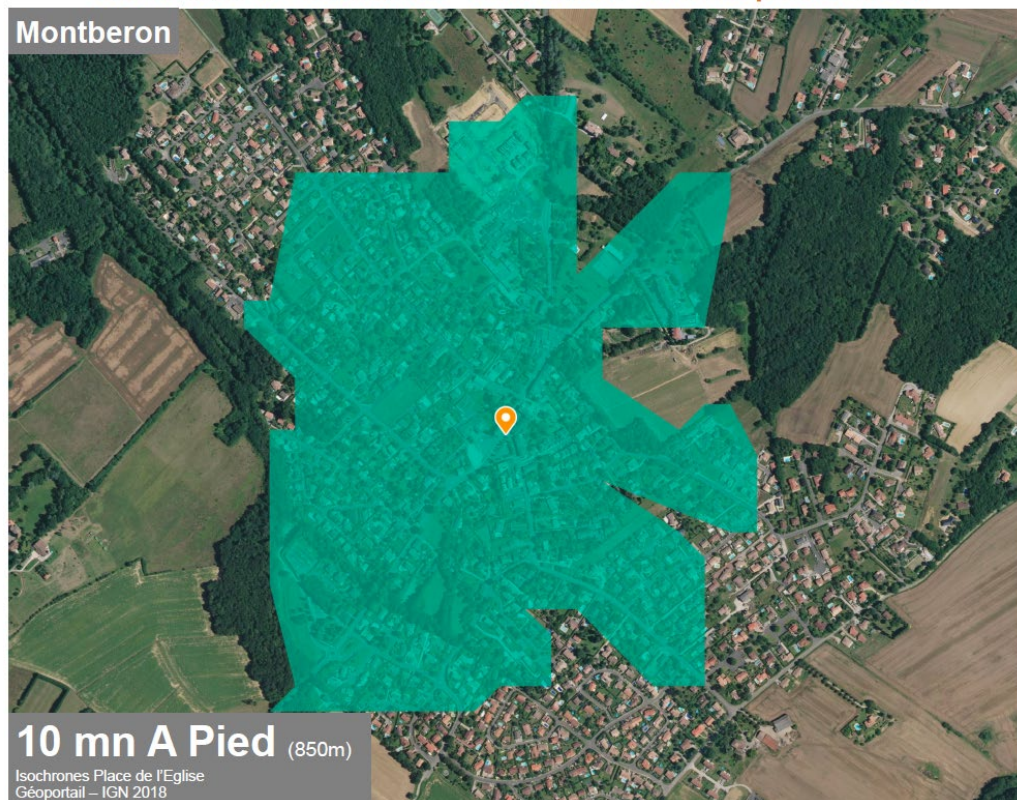 Montberon
10 mn A Pied (850m)
Isochrones Place de l'Eglise
Géoportail – IGN 2018